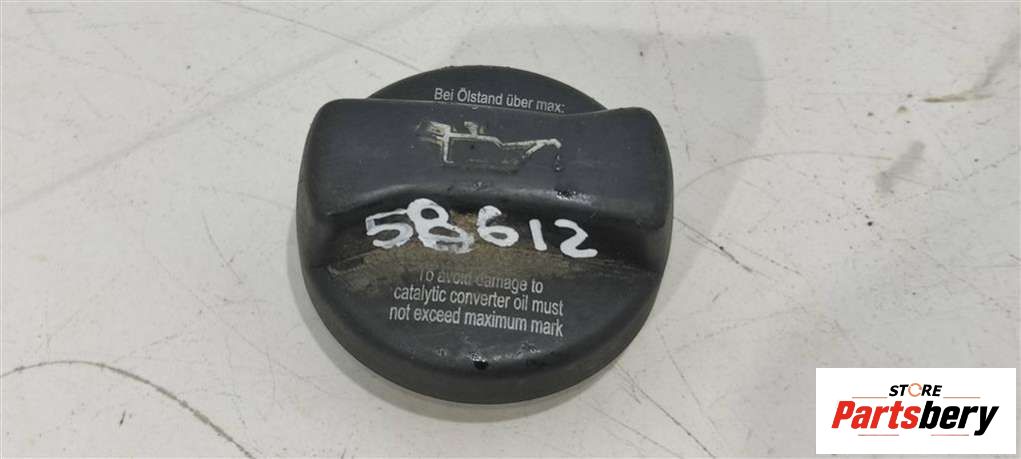 Bei Ölstand über max:
58612
To avoid damage to
catalytic converter oil must
not exceed maximum mark
STORE
Partsbery